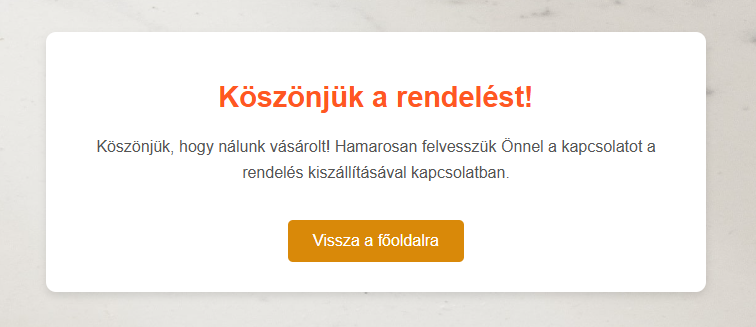 Köszönjük a rendelést!
Köszönjük, hogy nálunk vásárolt! Hamarosan felvesszük Önnel a kapcsolatot a
rendelés kiszállításával kapcsolatban.
Vissza a főoldalra